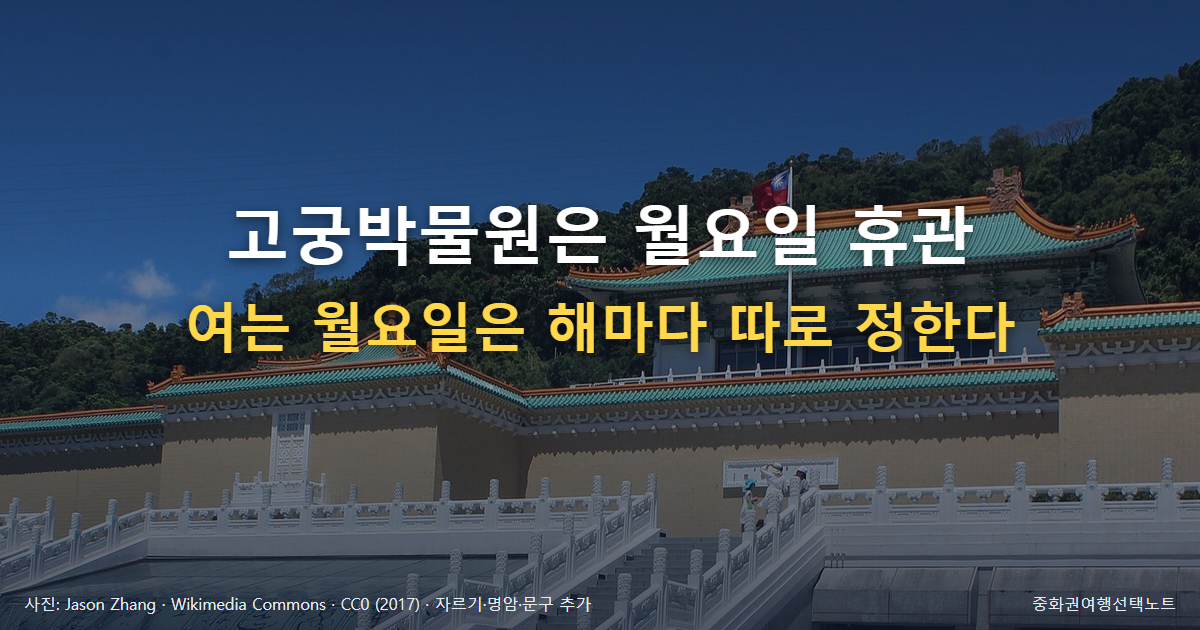 고궁박물원은 월요일 휴관
여는 월요일은 해마다 따로 정한다
사진: Jason Zhang · Wikimedia Commons · CC0 (2017) · 자르기·명암·문구 추가
중화권여행선택노트